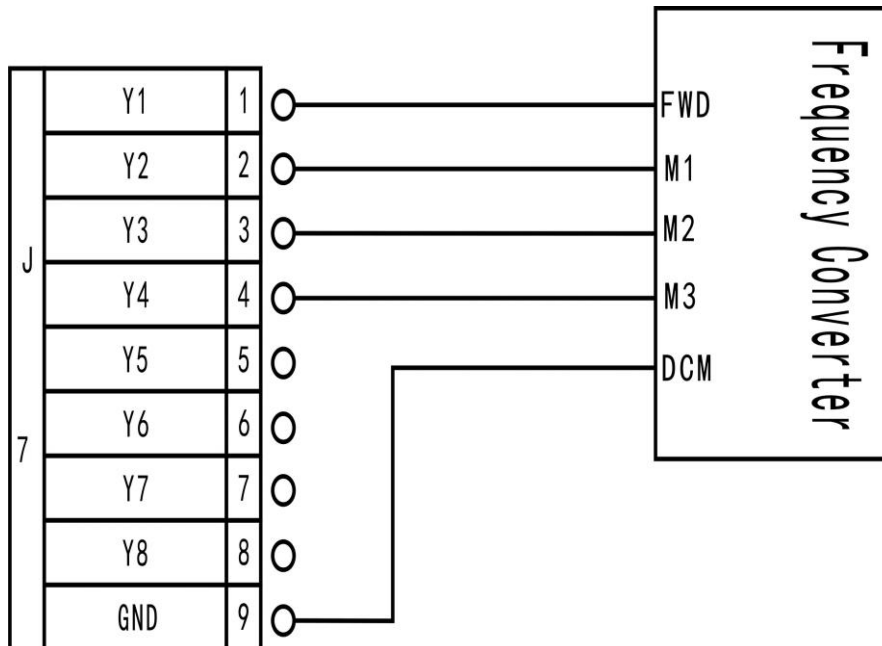 J7
Y1 1
Y2 2
Y3 3
Y4 4
Y5 5
Y6 6
Y7 7
Y8 8
GND 9
FWD
M1
M2
M3
DCM
Frequency Converter